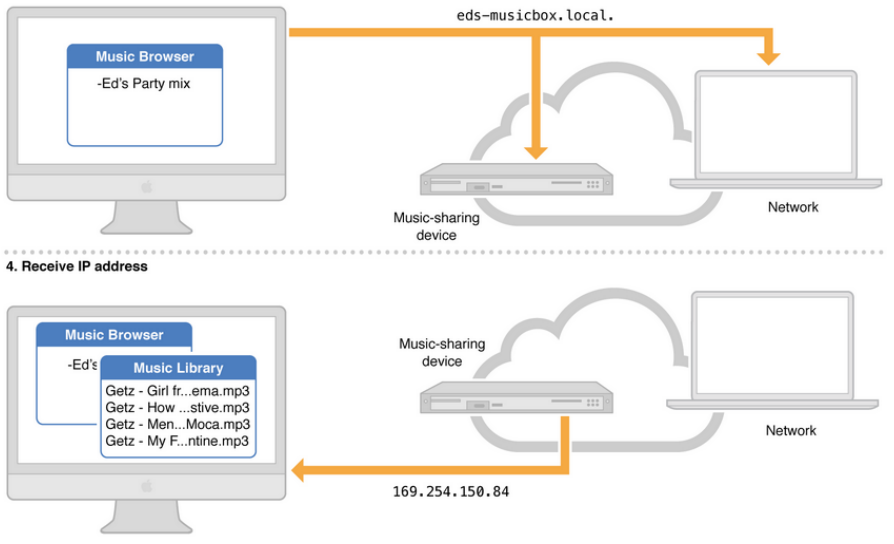 eds-musicbox.local.
Music Browser
-Ed's Party mix
Music-sharing
device
Network
4. Receive IP address
Music Browser
-Ed's
Music Library
Getz - Girl fr...ema.mp3
Getz - How ...stive.mp3
Getz - Men...Moca.mp3
Getz - My F...ntine.mp3
Music-sharing
device
Network
169.254.150.84